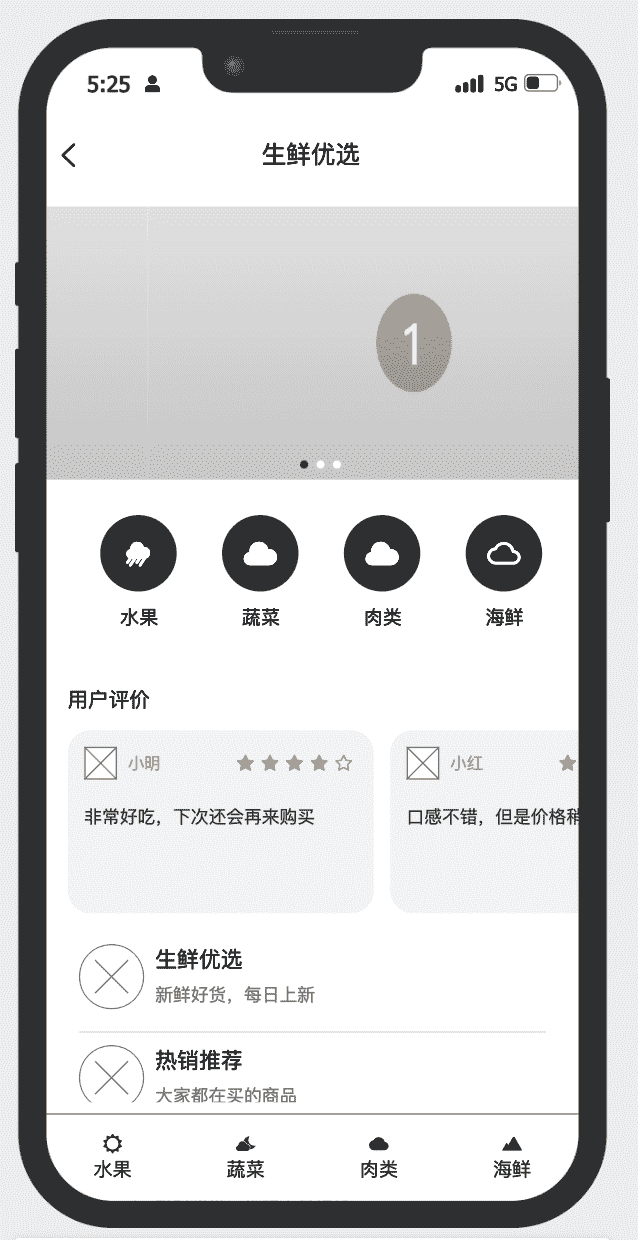 5:25 5G
生鲜优选
1
水果 蔬菜 肉类 海鲜
用户评价
小明 小红
非常好吃，下次还会再来购买 口感不错，但是价格稍
生鲜优选
新鲜好货，每日上新
热销推荐
大家都在买的商品
水果 蔬菜 肉类 海鲜